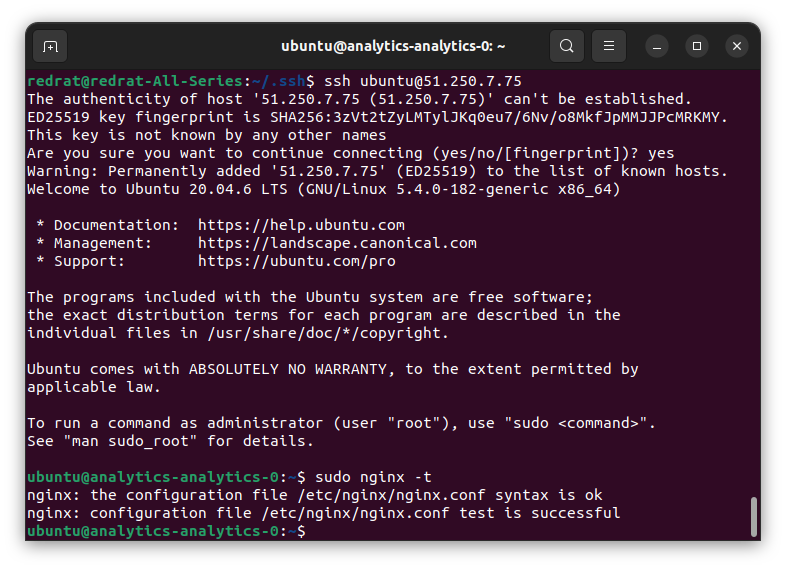 ubuntu@analytics-analytics-0: ~
redrat@redrat-All-Series:~/.ssh$ ssh ubuntu@51.250.7.75
The authenticity of host '51.250.7.75 (51.250.7.75)' can't be established.
ED25519 key fingerprint is SHA256:3zVt2tZyLMTylJKq0eu7/6Nv/o8MkfJpMMJJPcMRKMY.
This key is not known by any other names
Are you sure you want to continue connecting (yes/no/[fingerprint])? yes
Warning: Permanently added '51.250.7.75' (ED25519) to the list of known hosts.
Welcome to Ubuntu 20.04.6 LTS (GNU/Linux 5.4.0-182-generic x86_64)
* Documentation:  https://help.ubuntu.com
* Management:     https://landscape.canonical.com
* Support:        https://ubuntu.com/pro
The programs included with the Ubuntu system are free software;
the exact distribution terms for each program are described in the
individual files in /usr/share/doc/*/copyright.
Ubuntu comes with ABSOLUTELY NO WARRANTY, to the extent permitted by
applicable law.
To run a command as administrator (user "root"), use "sudo <command>".
See "man sudo_root" for details.
ubuntu@analytics-analytics-0:~$ sudo nginx -t
nginx: the configuration file /etc/nginx/nginx.conf syntax is ok
nginx: configuration file /etc/nginx/nginx.conf test is successful
ubuntu@analytics-analytics-0:~$